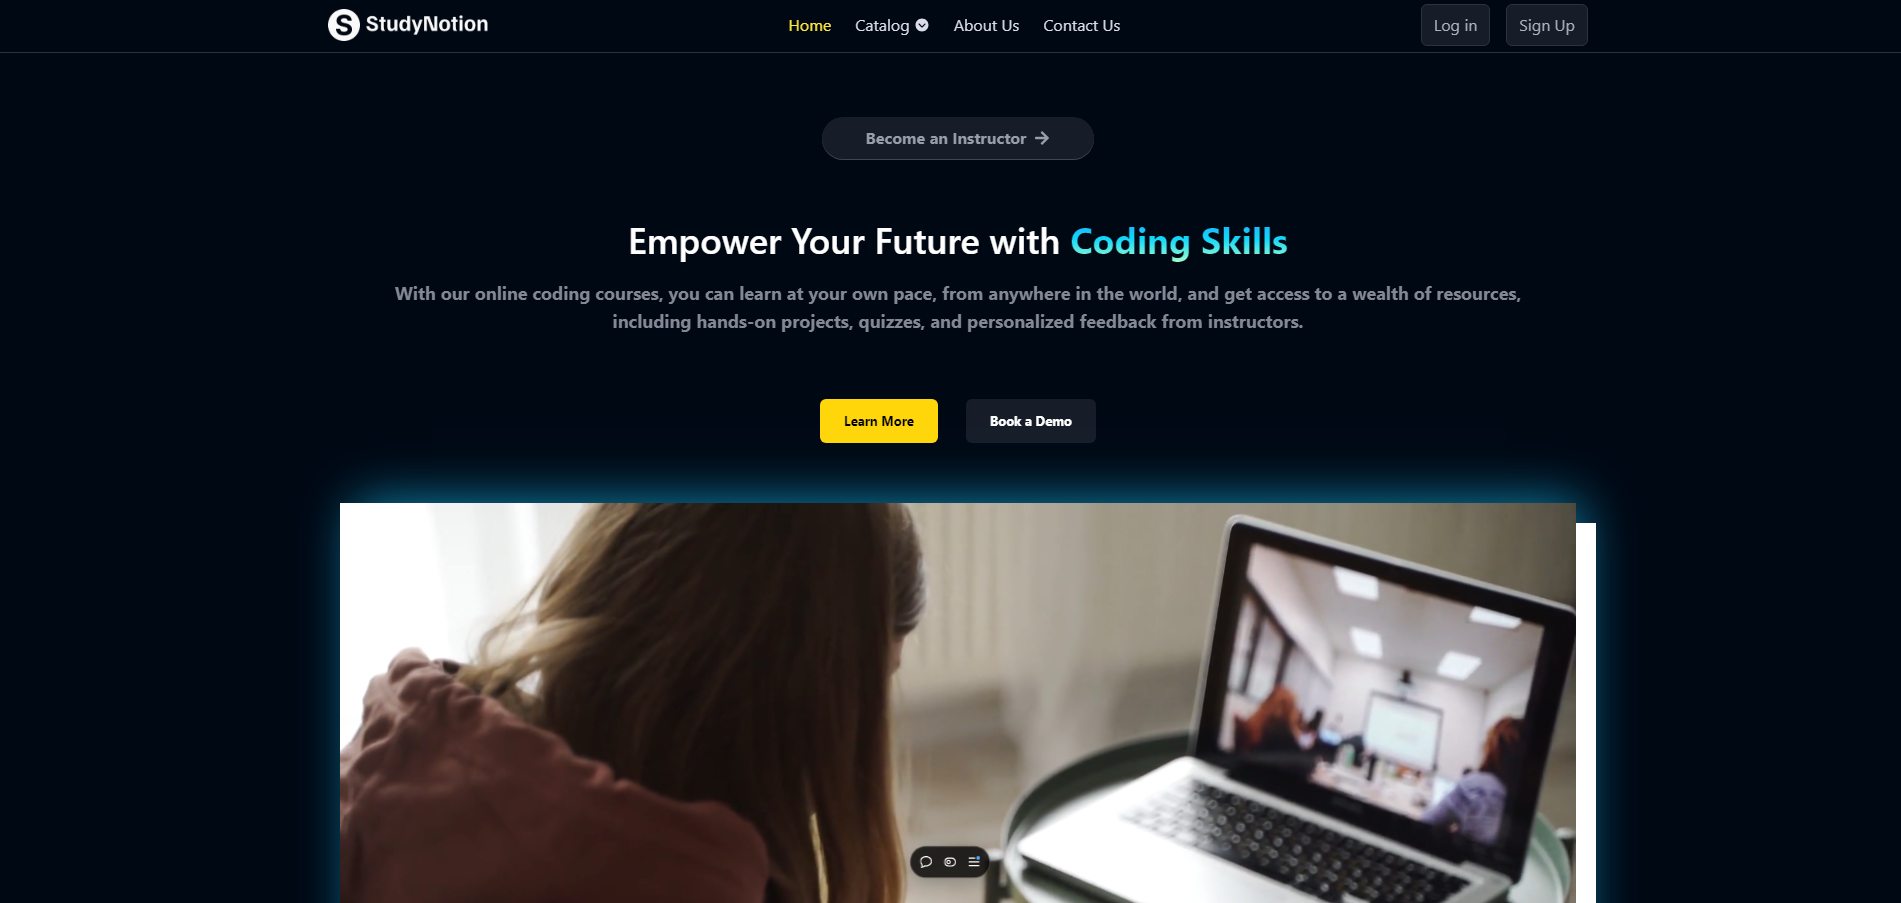 StudyNotion
Home
Catalog
About Us
Contact Us
Log in
Sign Up
Become an Instructor
Empower Your Future with Coding Skills
With our online coding courses, you can learn at your own pace, from anywhere in the world, and get access to a wealth of resources,
including hands-on projects, quizzes, and personalized feedback from instructors.
Learn More
Book a Demo